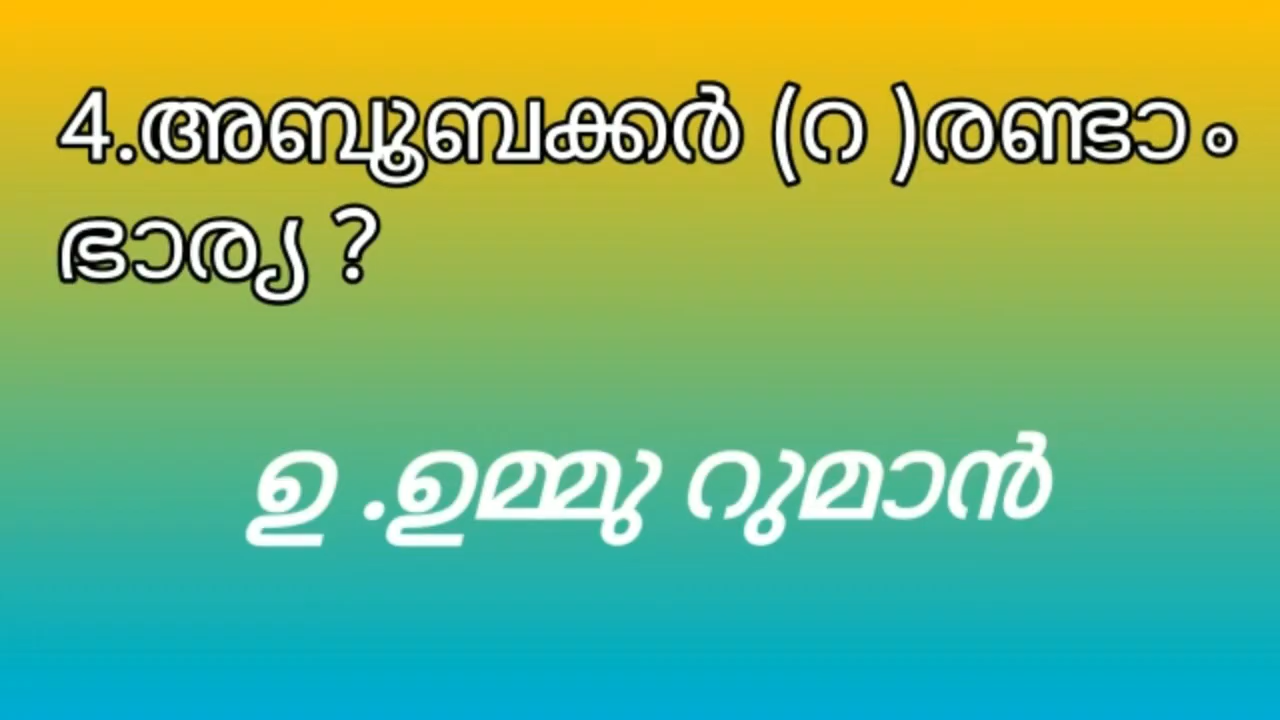 4.അബൂബക്കർ (റ )രണ്ടാ ം
ഭാര്യ ?
ഉ .ഉമ്മു റുമാൻ